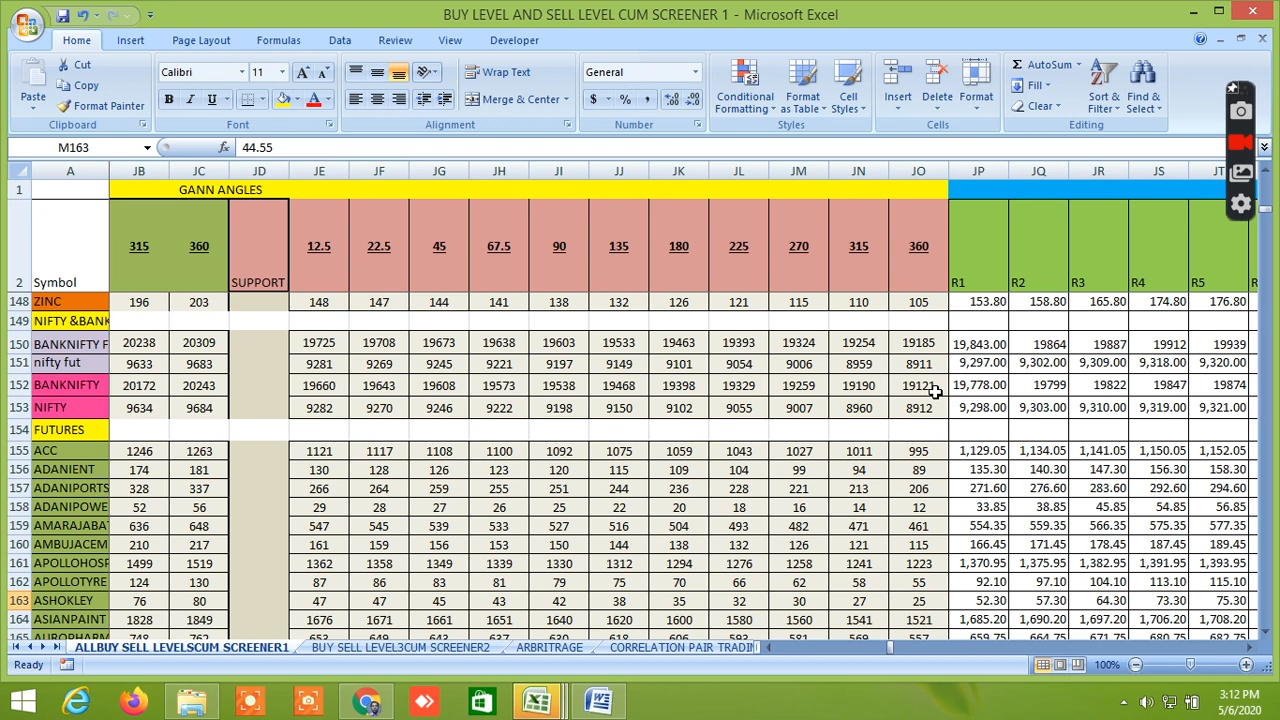 BUY LEVEL AND SELL LEVEL CUM SCREENER 1 - Microsoft Excel
Home Insert Page Layout Formulas Data Review View Developer
Paste Cut Copy Format Painter
Calibri 11 B I U A
Wrap Text Merge & Center
General $ % ,
Conditional Formatting Format as Table Cell Styles
Insert Delete Format
Σ AutoSum Fill Clear Sort & Filter Find & Select
Clipboard Font Alignment Number Styles Cells Editing
M163 fx 44.55
A JB JC JD JE JF JG JH JI JJ JK JL JM JN JO JP JQ JR JS JT
1 GANN ANGLES
2 Symbol 315 360 SUPPORT 12.5 22.5 45 67.5 90 135 180 225 270 315 360 R1 R2 R3 R4 R5
148 ZINC 196 203 148 147 144 141 138 132 126 121 115 110 105 153.80 158.80 165.80 174.80 176.80
149 NIFTY &BANK
150 BANKNIFTY F 20238 20309 19725 19708 19673 19638 19603 19533 19463 19393 19324 19254 19185 19,843.00 19864 19887 19912 19939
151 nifty fut 9633 9683 9281 9269 9245 9221 9197 9149 9101 9054 9006 8959 8911 9,297.00 9,302.00 9,309.00 9,318.00 9,320.00
152 BANKNIFTY 20172 20243 19660 19643 19608 19573 19538 19468 19398 19329 19259 19190 19121 19,778.00 19799 19822 19847 19874
153 NIFTY 9634 9684 9282 9270 9246 9222 9198 9150 9102 9055 9007 8960 8912 9,298.00 9,303.00 9,310.00 9,319.00 9,321.00
154 FUTURES
155 ACC 1246 1263 1121 1117 1108 1100 1092 1075 1059 1043 1027 1011 995 1,129.05 1,134.05 1,141.05 1,150.05 1,152.05
156 ADANIENT 174 181 130 128 126 123 120 115 109 104 99 94 89 135.30 140.30 147.30 156.30 158.30
157 ADANIPORTS 328 337 266 264 259 255 251 244 236 228 221 213 206 271.60 276.60 283.60 292.60 294.60
158 ADANIPOWE 52 56 29 28 27 26 25 22 20 18 16 14 12 33.85 38.85 45.85 54.85 56.85
159 AMARAJABA 636 648 547 545 539 533 527 516 504 493 482 471 461 554.35 559.35 566.35 575.35 577.35
160 AMBUJACEM 210 217 161 159 156 153 150 144 138 132 126 121 115 166.45 171.45 178.45 187.45 189.45
161 APOLLOHOSP 1499 1519 1362 1358 1349 1339 1330 1312 1294 1276 1258 1241 1223 1,370.95 1,375.95 1,382.95 1,391.95 1,393.95
162 APOLLOTYRE 124 130 87 86 83 81 79 75 70 66 62 58 55 92.10 97.10 104.10 113.10 115.10
163 ASHOKLEY 76 80 47 47 45 43 42 38 35 32 30 27 25 52.30 57.30 64.30 73.30 75.30
164 ASIANPAINT 1828 1849 1676 1671 1661 1651 1640 1620 1600 1580 1560 1541 1521 1,685.20 1,690.20 1,697.20 1,706.20 1,708.20
165 AUROPHARM 748 762 653 649 643 630 618 606 593 581 569 557 659.75 664.75 671.75 680.75 682.75
ALLBUY SELL LEVELSCUM SCREENER1 BUY SELL LEVEL3CUM SCREENER2 ARBITRAGE CORRELATION PAIR TRADIN
Ready 100%
3:12 PM
5/6/2020